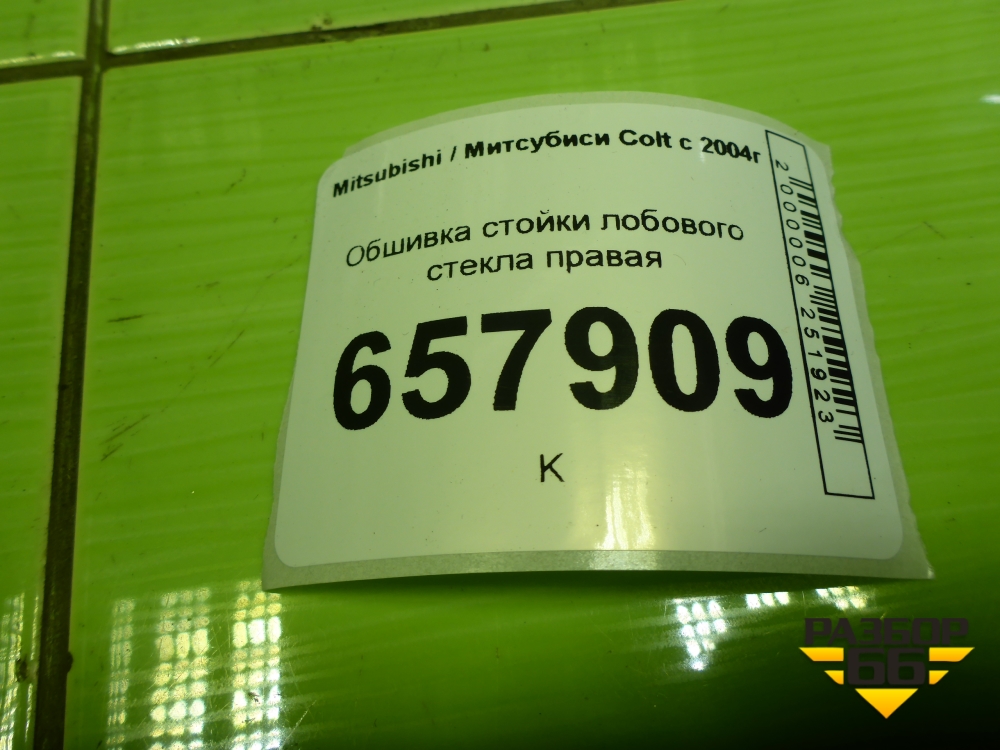 Mitsubishi / Митсубиси Colt с 2004г
Обшивка стойки лобового
стекла правая
657909
К
2000006251923
РАЗБОР
66